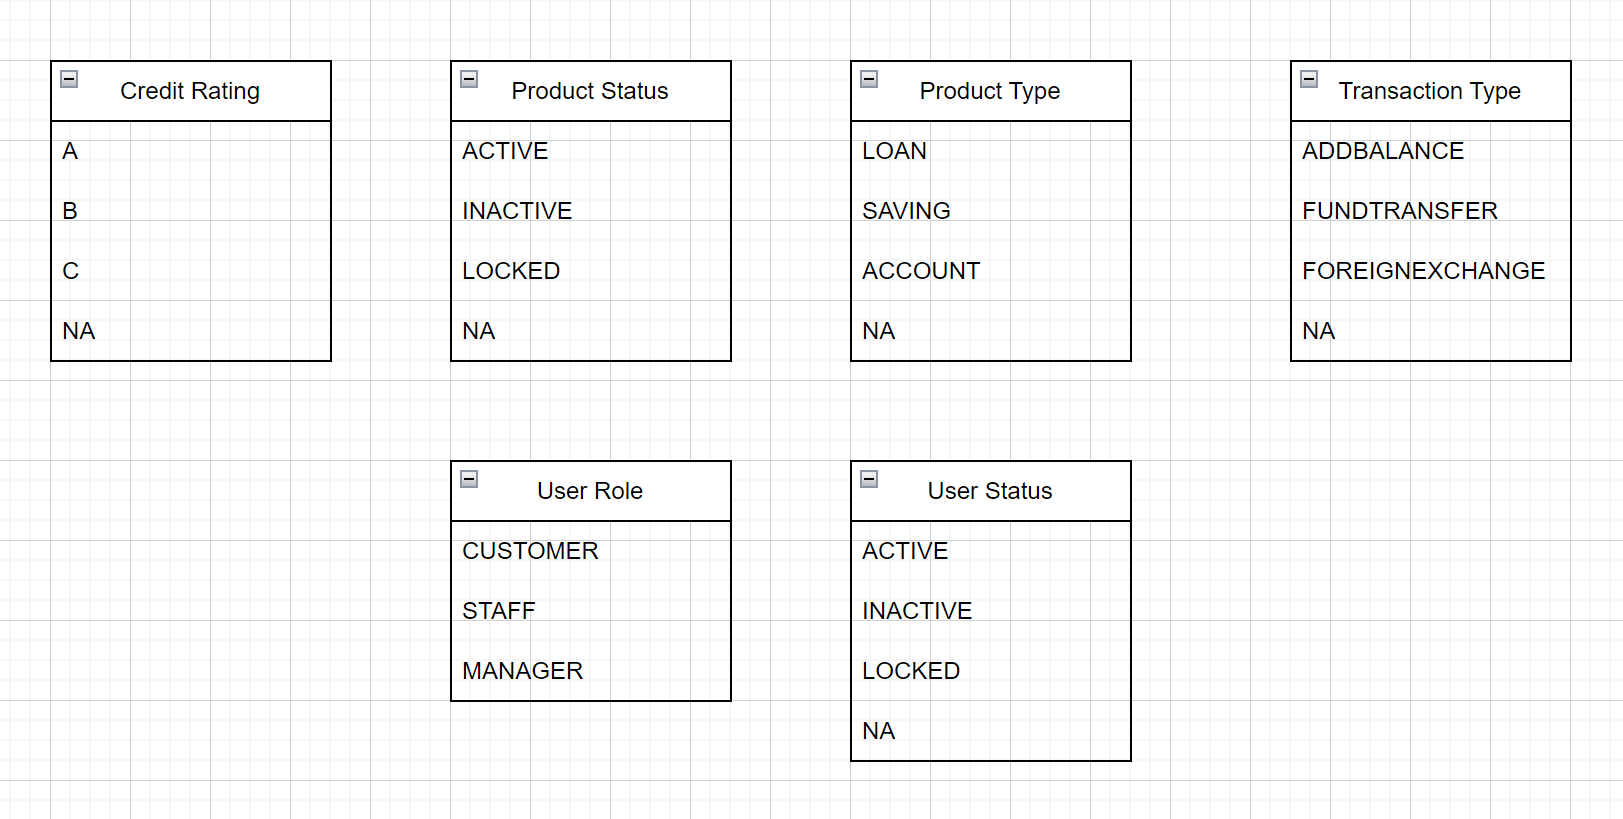 Credit Rating
A
B
C
NA
Product Status
ACTIVE
INACTIVE
LOCKED
NA
Product Type
LOAN
SAVING
ACCOUNT
NA
Transaction Type
ADDBALANCE
FUNDTRANSFER
FOREIGNEXCHANGE
NA
User Role
CUSTOMER
STAFF
MANAGER
User Status
ACTIVE
INACTIVE
LOCKED
NA